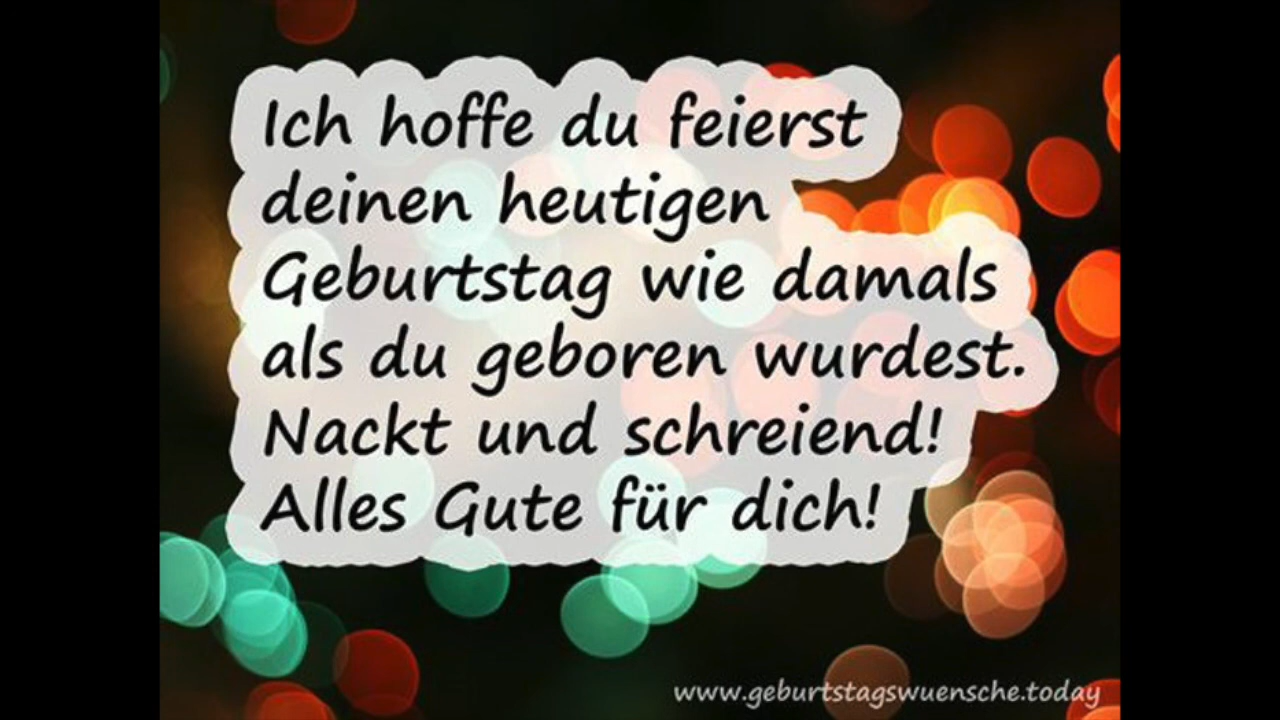 Ich hoffe du feierst
deinen heutigen
Geburtstag wie damals
als du geboren wurdest.
Nackt und schreiend!
Alles Gute für dich!
www.geburtstagswuensche.today